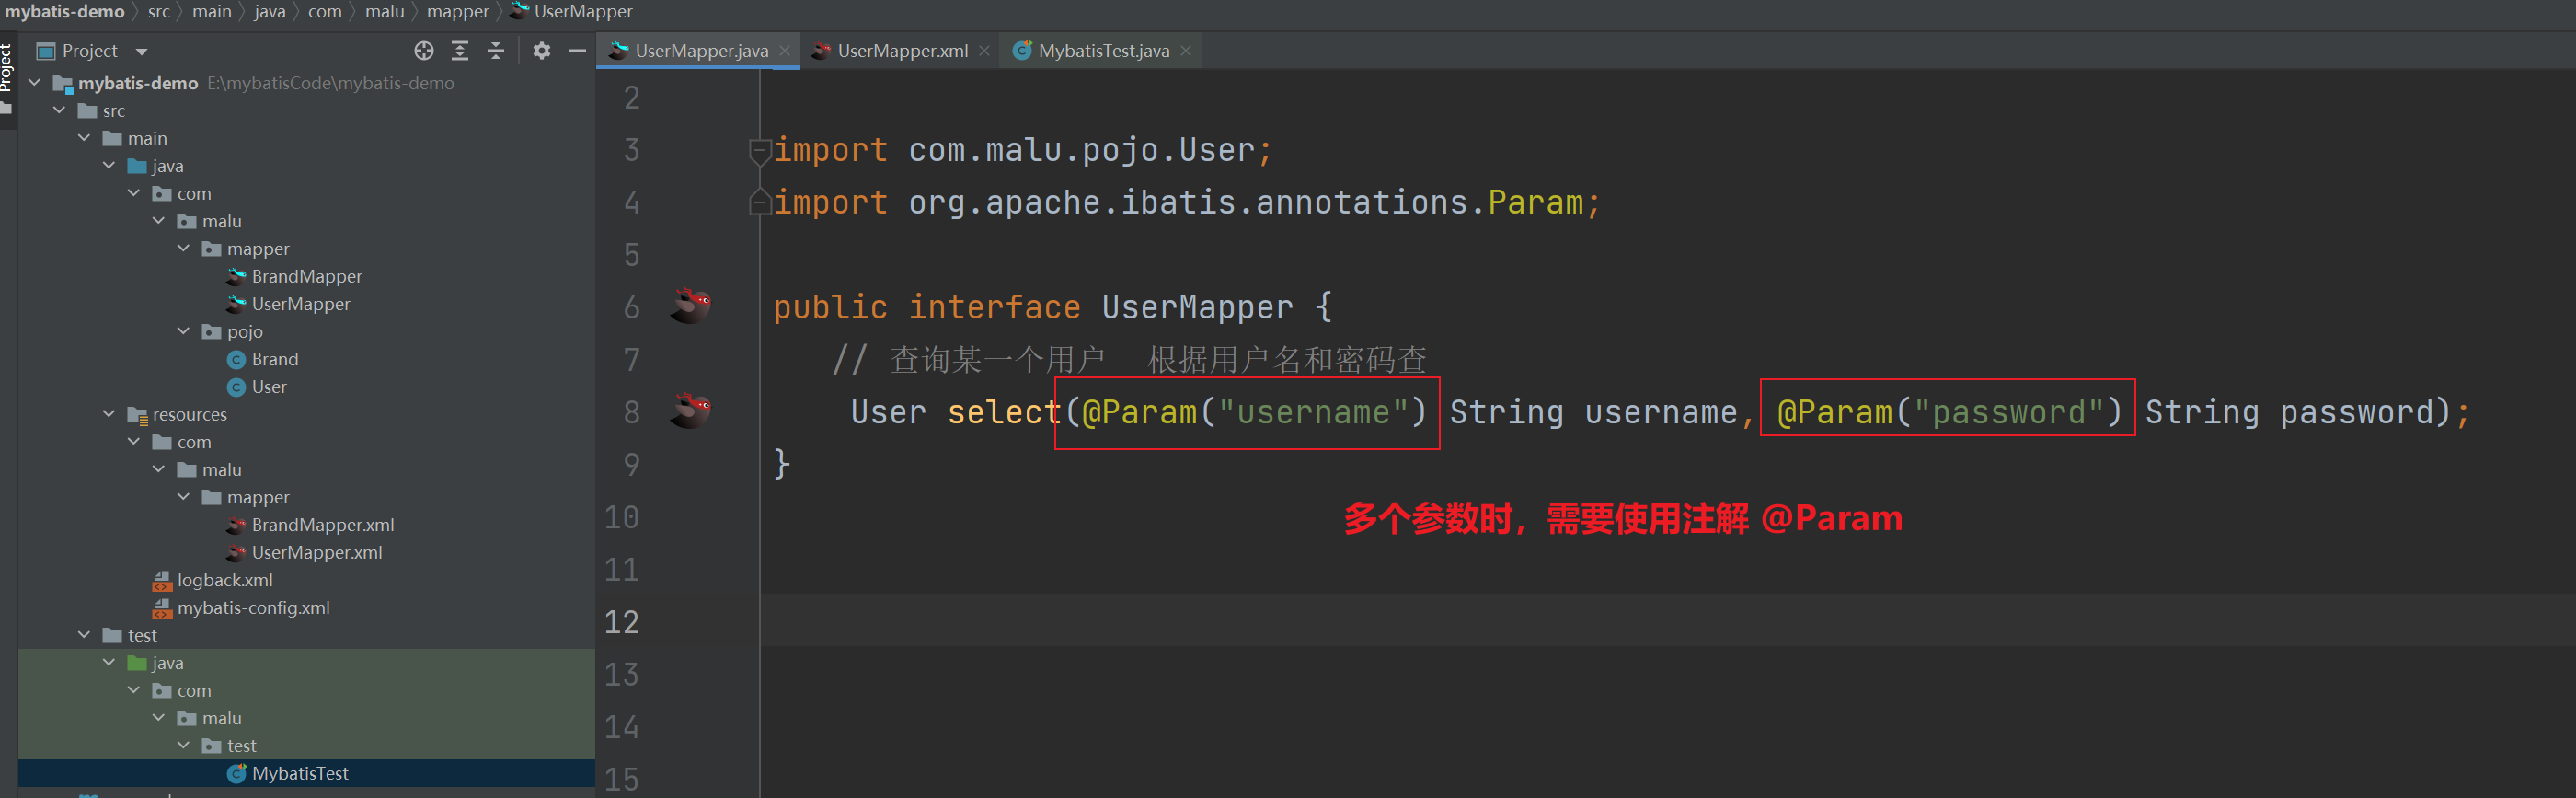 mybatis-demo src main java com malu mapper UserMapper
Project
Project
UserMapper.java UserMapper.xml MybatisTest.java
mybatis-demo E:\mybatisCode\mybatis-demo
src
main
java
com
malu
mapper
BrandMapper
UserMapper
pojo
Brand
User
resources
com
malu
mapper
BrandMapper.xml
UserMapper.xml
logback.xml
mybatis-config.xml
test
java
com
malu
test
MybatisTest
2
3 import com.malu.pojo.User;
4 import org.apache.ibatis.annotations.Param;
5
6 public interface UserMapper {
7 // 查询某一个用户 根据用户名和密码查
8 User select(@Param("username") String username, @Param("password") String password);
9 }
10
多个参数时，需要使用注解 @Param
11
12
13
14
15